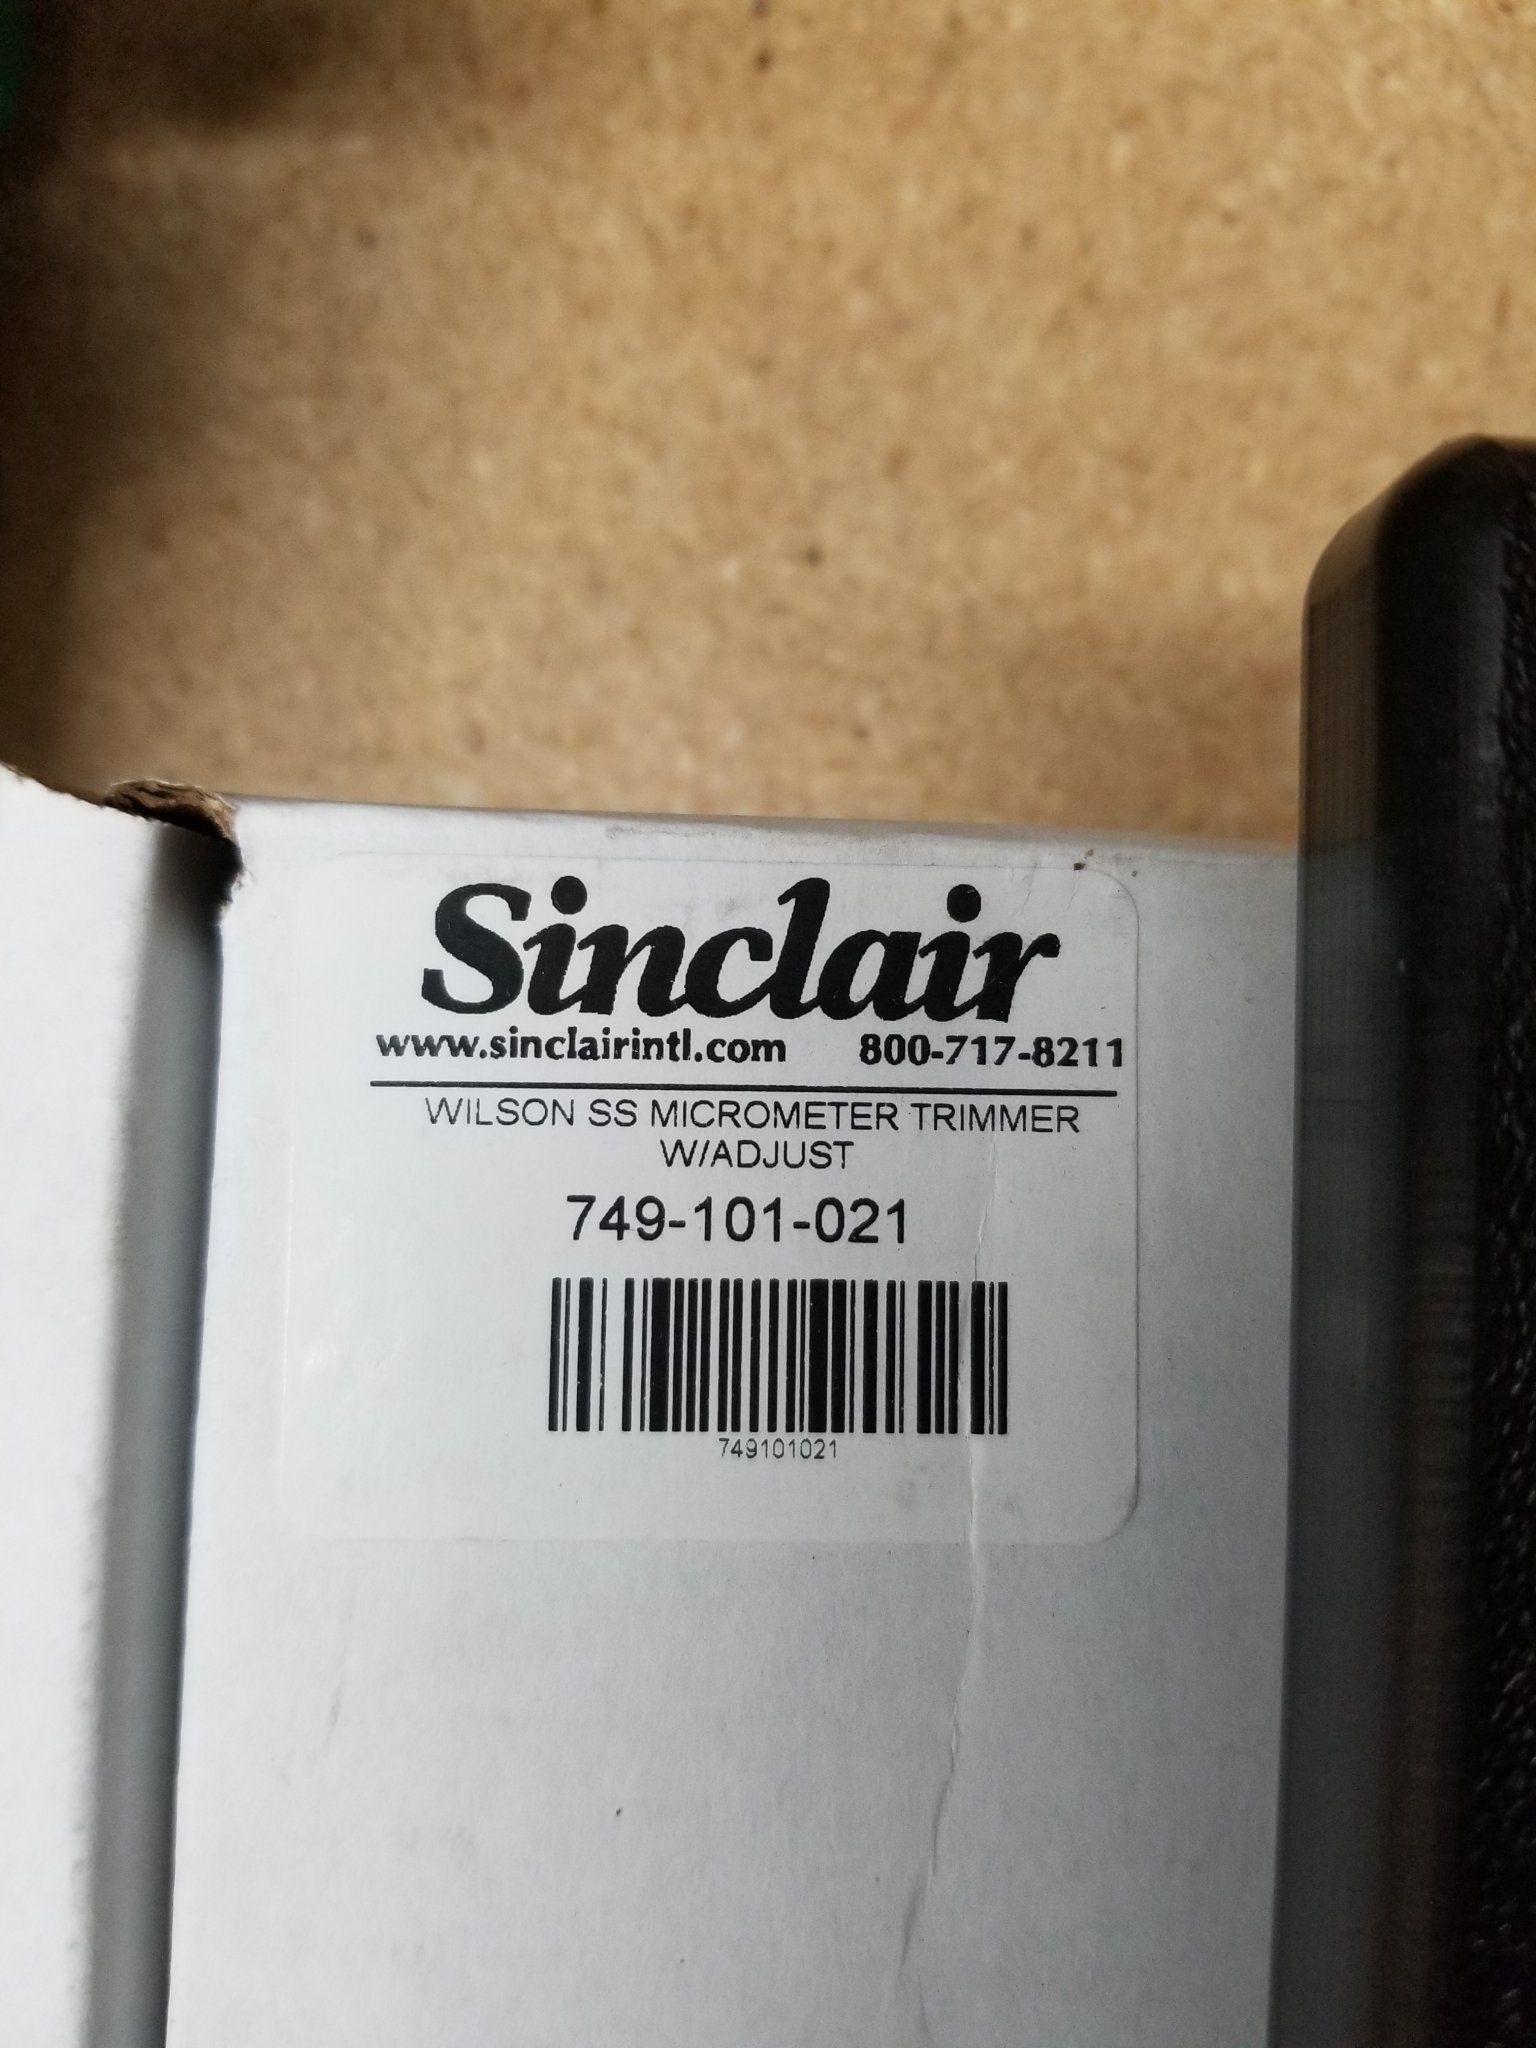 Sinclair
www.sinclairintl.com 800-717-8211
WILSON SS MICROMETER TRIMMER
W/ADJUST
749-101-021
749101021